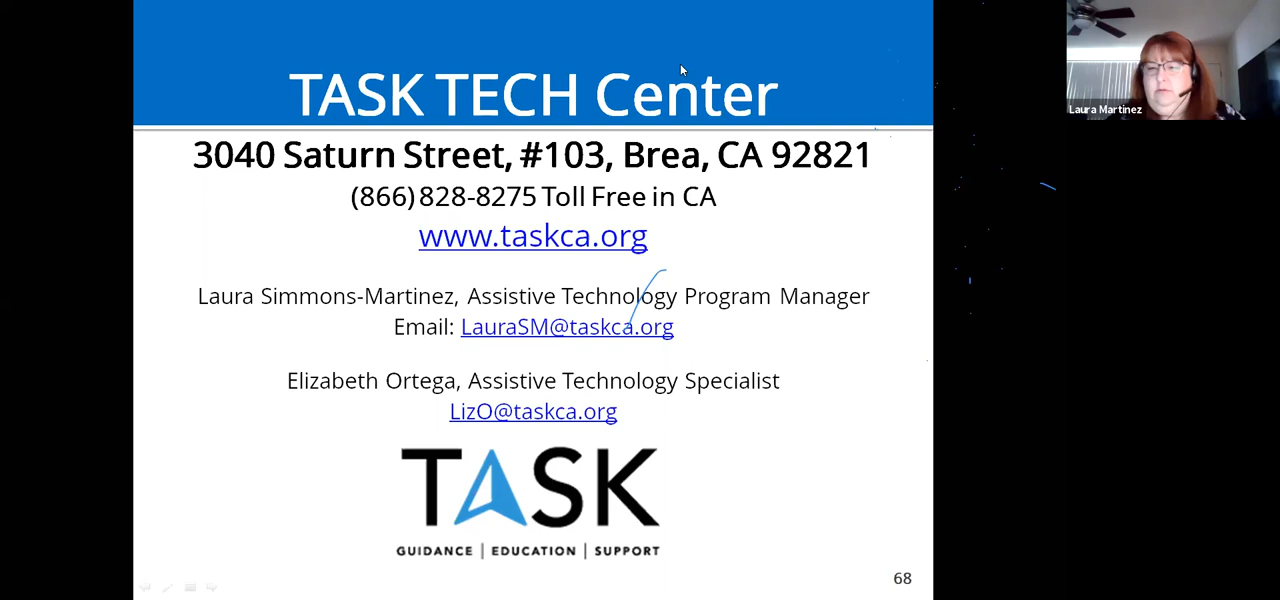 TASK TECH Center
3040 Saturn Street, #103, Brea, CA 92821
(866) 828-8275 Toll Free in CA
www.taskca.org
Laura Simmons-Martinez, Assistive Technology Program Manager
Email: LauraSM@taskca.org
Elizabeth Ortega, Assistive Technology Specialist
LizO@taskca.org
TASK
GUIDANCE | EDUCATION | SUPPORT
68
Laura Martinez